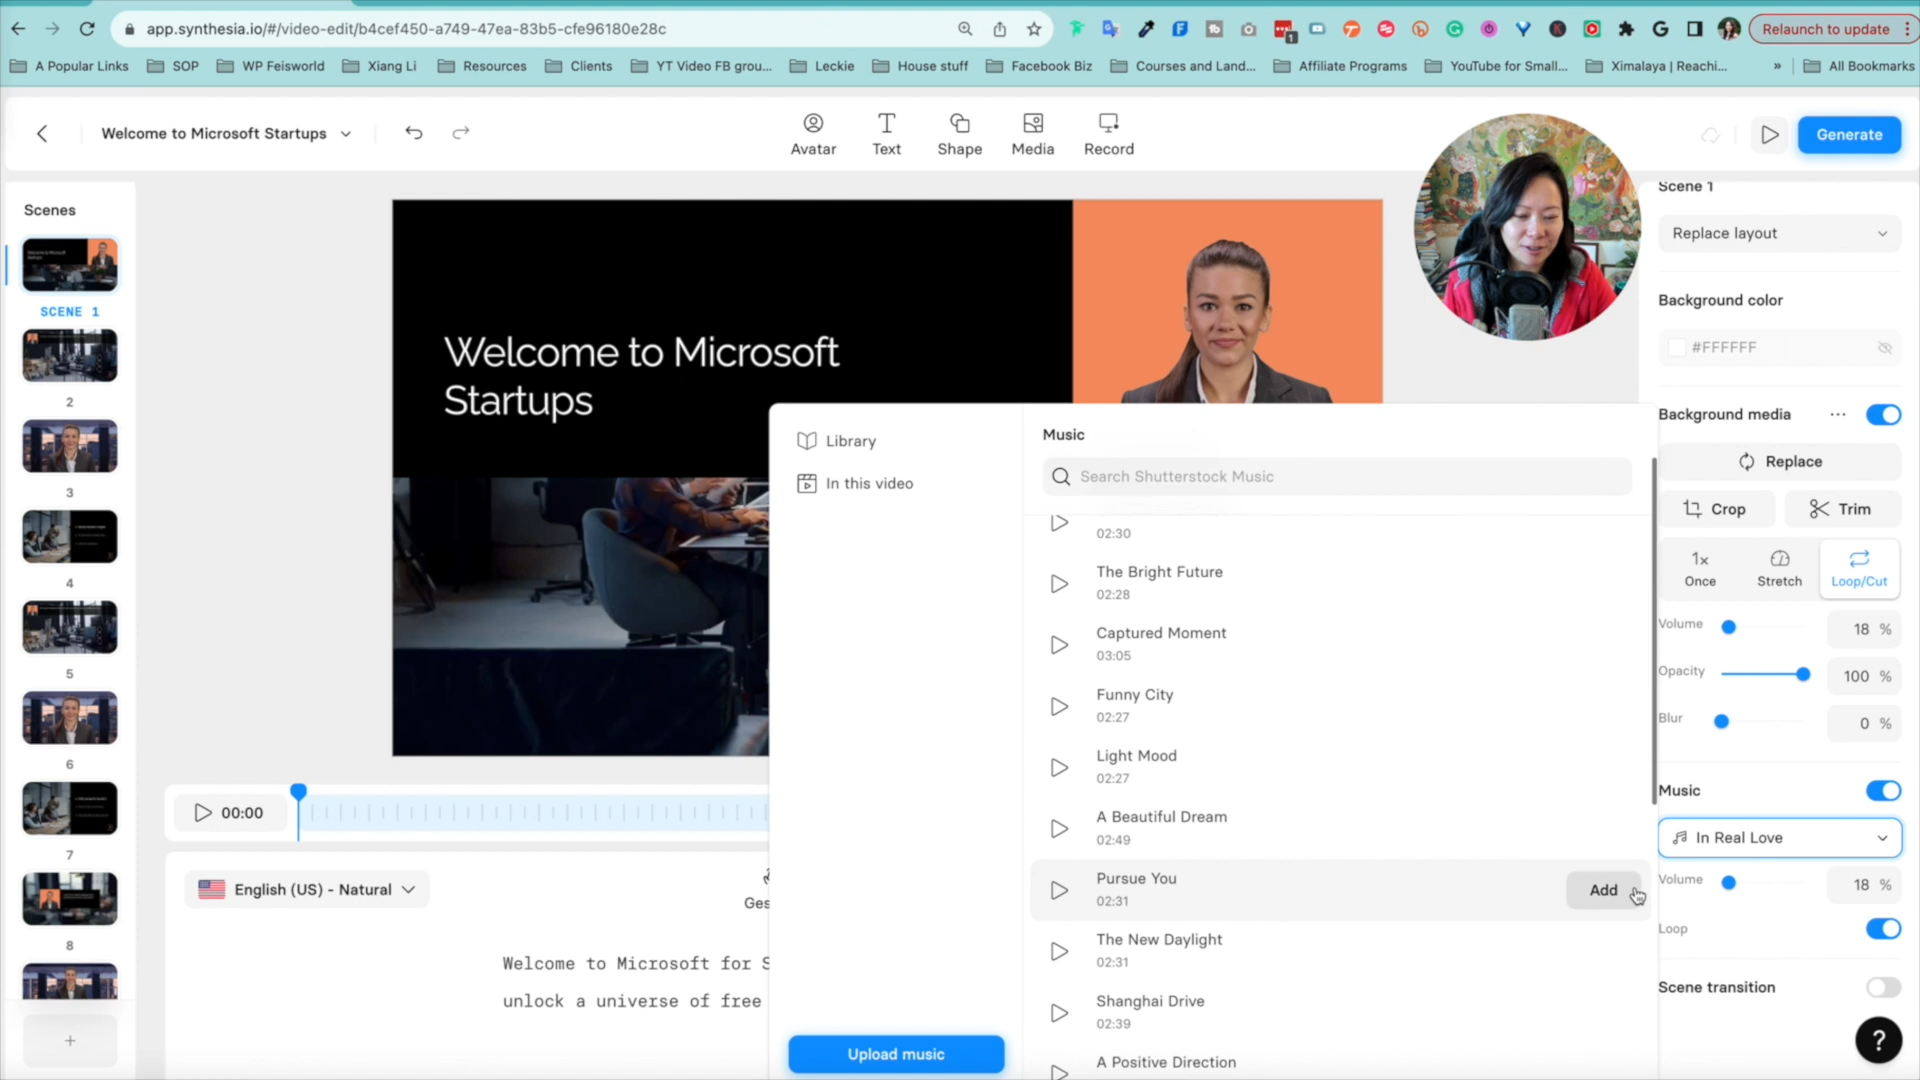 app.synthesia.io/#/video-edit/b4cef450-a749-47ea-83b5-cfe96180e28c
Relaunch to update
A Popular Links
SOP
WP Feisworld
Xiang Li
Resources
Clients
YT Video FB grou...
Leckie
House stuff
Facebook Biz
Courses and Land...
Affiliate Programs
YouTube for Small...
Ximalaya | Reachi...
»
All Bookmarks
Welcome to Microsoft Startups
Avatar
Text
Shape
Media
Record
Generate
Scenes
SCENE 1
2
3
4
5
6
7
8
+
Welcome to Microsoft
Startups
00:00
English (US) - Natural
Ges
Welcome to Microsoft for S
unlock a universe of free
Library
In this video
Upload music
Music
Search Shutterstock Music
02:30
The Bright Future
02:28
Captured Moment
03:05
Funny City
02:27
Light Mood
02:27
A Beautiful Dream
02:49
Pursue You
02:31
Add
The New Daylight
02:31
Shanghai Drive
02:39
A Positive Direction
Scene 1
Replace layout
Background color
#FFFFFF
Background media
Replace
Crop
Trim
1x
Once
Stretch
Loop/Cut
Volume
18 %
Opacity
100 %
Blur
0 %
Music
In Real Love
Volume
18 %
Loop
Scene transition
?